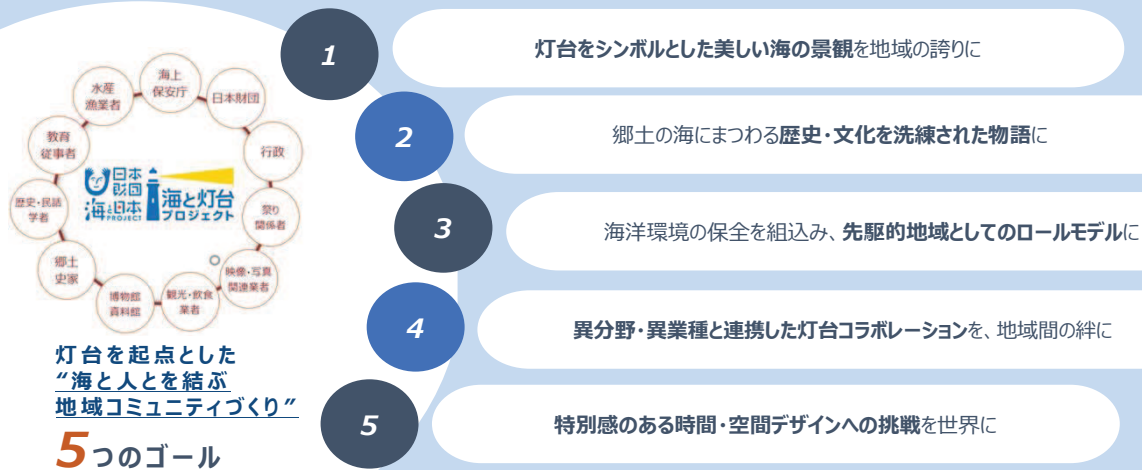 海上
保安庁
日本財団
行政
祭り
関係者
映像・写真
関連業者
観光・飲食
業者
博物館
資料館
郷土
史家
歴史・民話
学者
教育
従事者
水産
漁業者
日本
財団
海と日本
PROJECT
海と灯台
プロジェクト
灯台を起点とした
“海と人とを結ぶ
地域コミュニティづくり”
5つのゴール
1
灯台をシンボルとした美しい海の景観を地域の誇りに
2
郷土の海にまつわる歴史・文化を洗練された物語に
3
海洋環境の保全を組込み、先駆的地域としてのロールモデルに
4
異分野・異業種と連携した灯台コラボレーションを、地域間の絆に
5
特別感のある時間・空間デザインへの挑戦を世界に